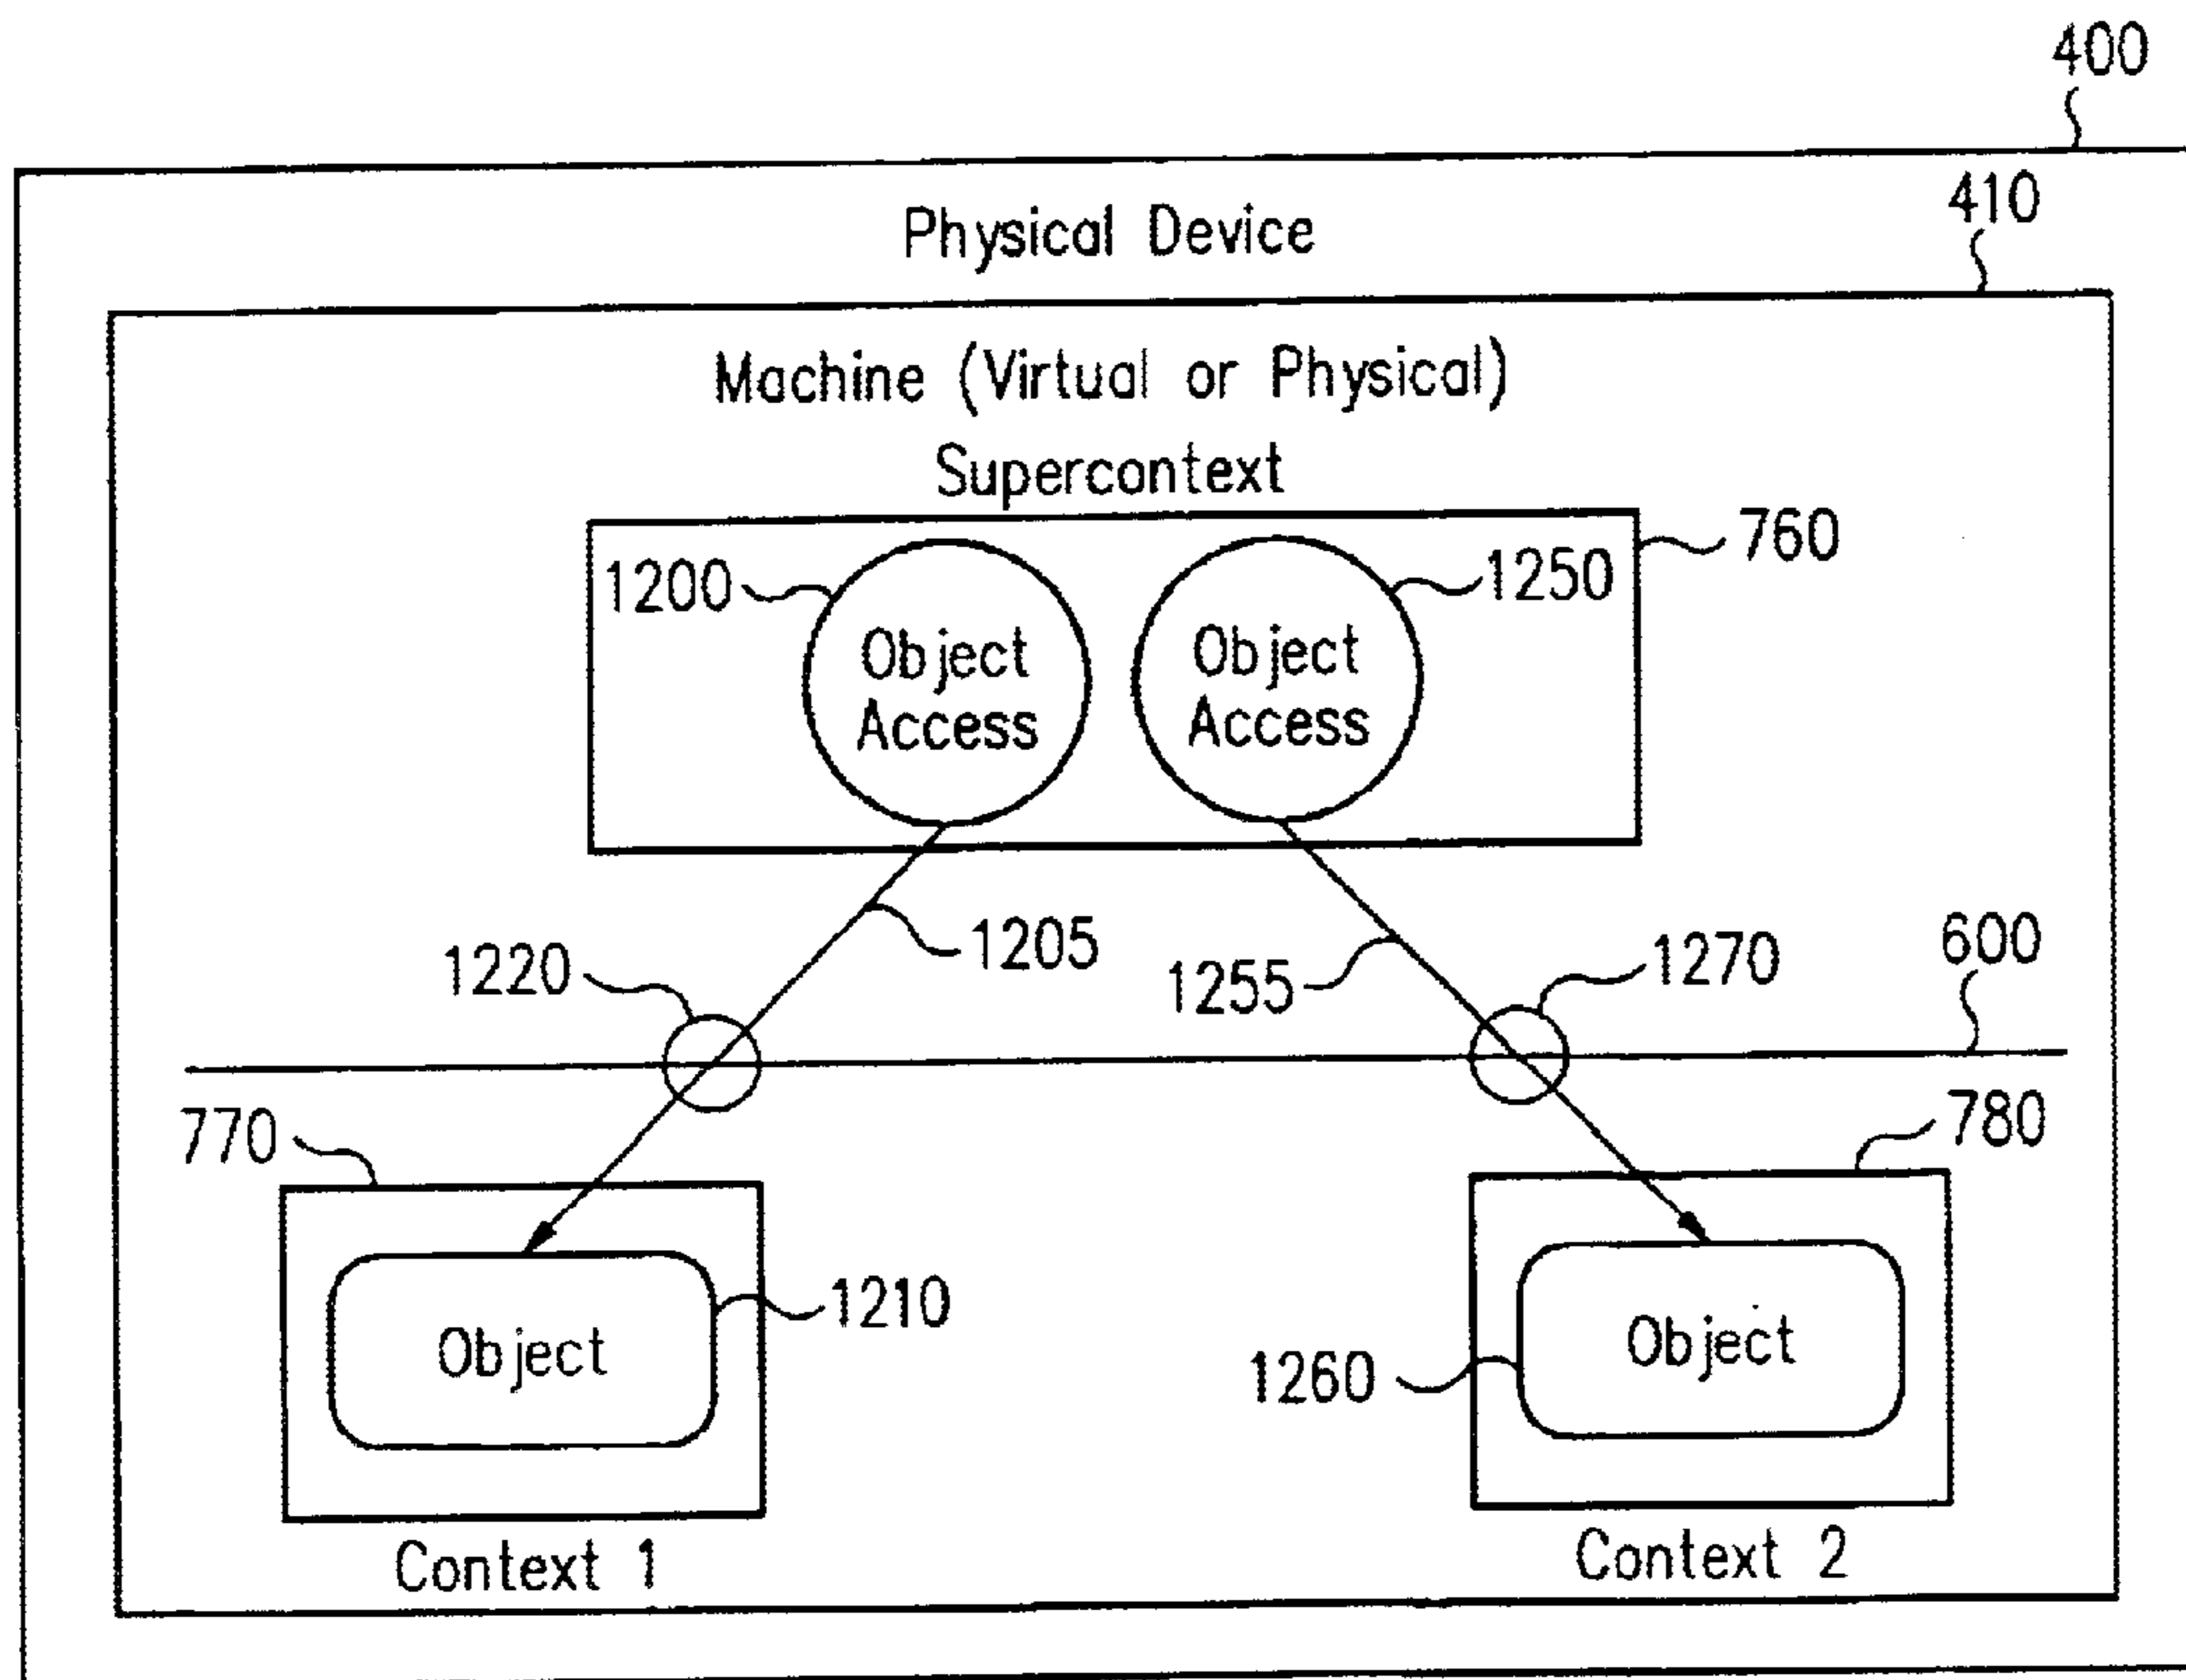 400
Physical Device
410
Machine (Virtual or Physical)
Supercontext
760
1200
1250
Object
Access
Object
Access
1205
1220
1255
1270
600
770
780
1210
Object
1260
Object
Context 1
Context 2